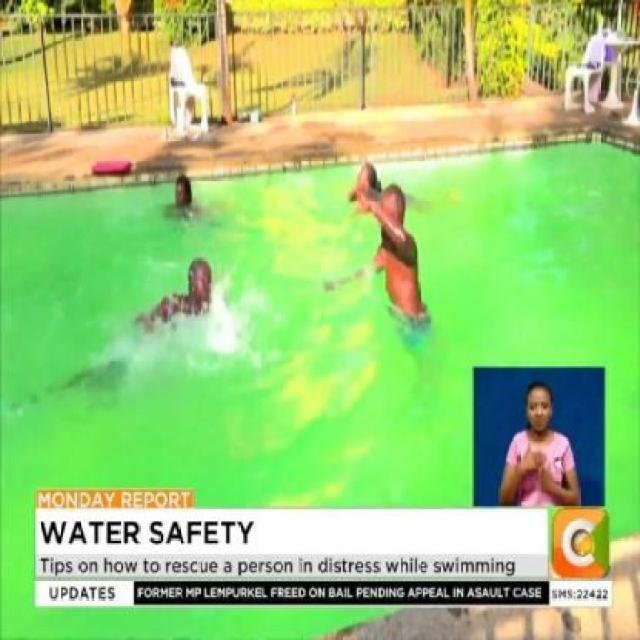 MONDAY REPORT
WATER SAFETY
Tips on how to rescue a person in distress while swimming
UPDATES FORMER MP LEMPURKEL FREED ON BAIL PENDING APPEAL IN ASAULT CASE SMS:22422